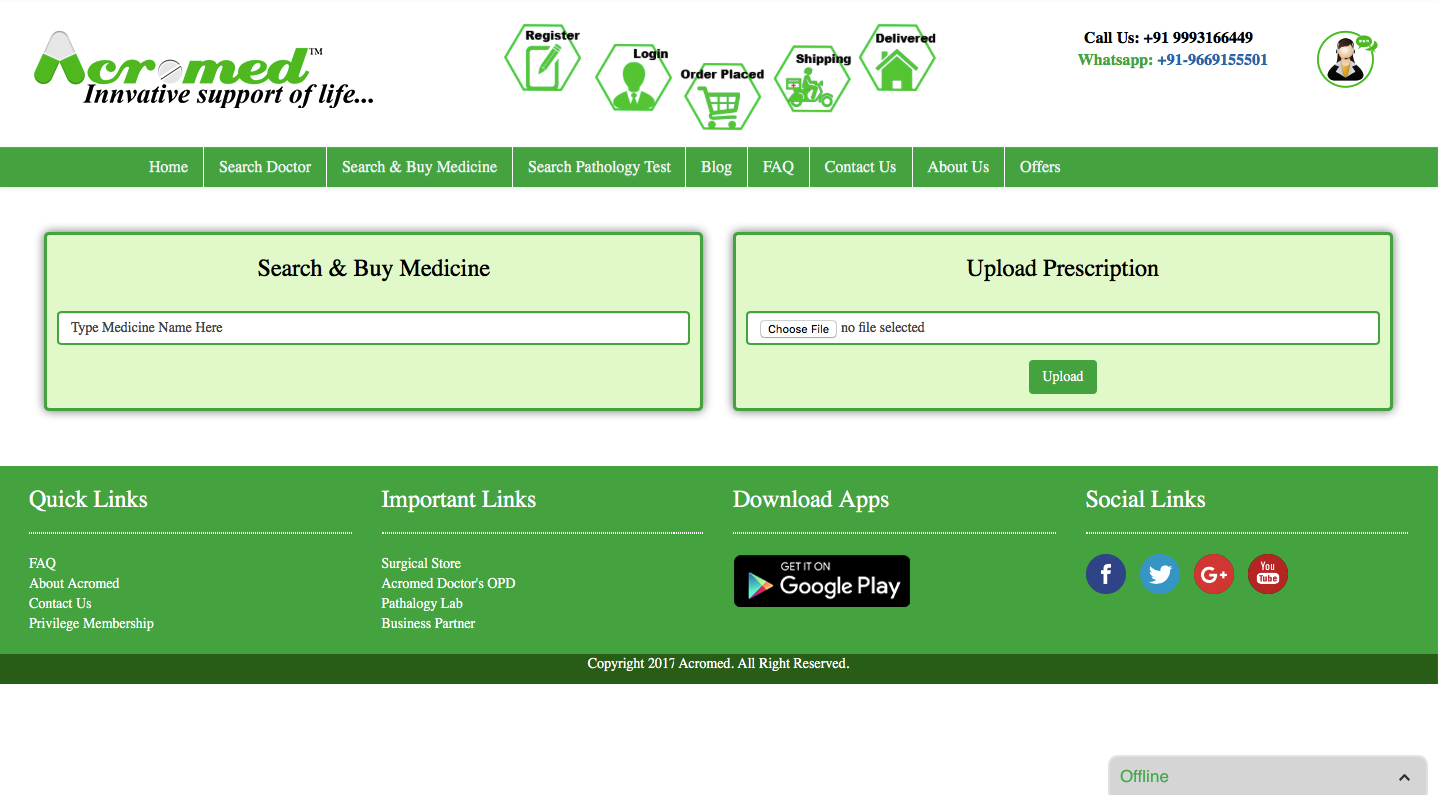 Acromed™
Innvative support of life...
Register
Login
Order Placed
Shipping
Delivered
Call Us: +91 9993166449
Whatsapp: +91-9669155501
Home Search Doctor Search & Buy Medicine Search Pathology Test Blog FAQ Contact Us About Us Offers
Search & Buy Medicine
Type Medicine Name Here
Upload Prescription
Choose File no file selected
Upload
Quick Links
FAQ
About Acromed
Contact Us
Privilege Membership
Important Links
Surgical Store
Acromed Doctor's OPD
Pathalogy Lab
Business Partner
Download Apps
GET IT ON
Google Play
Social Links
f
G+
You
Tube
Copyright 2017 Acromed. All Right Reserved.
Offline